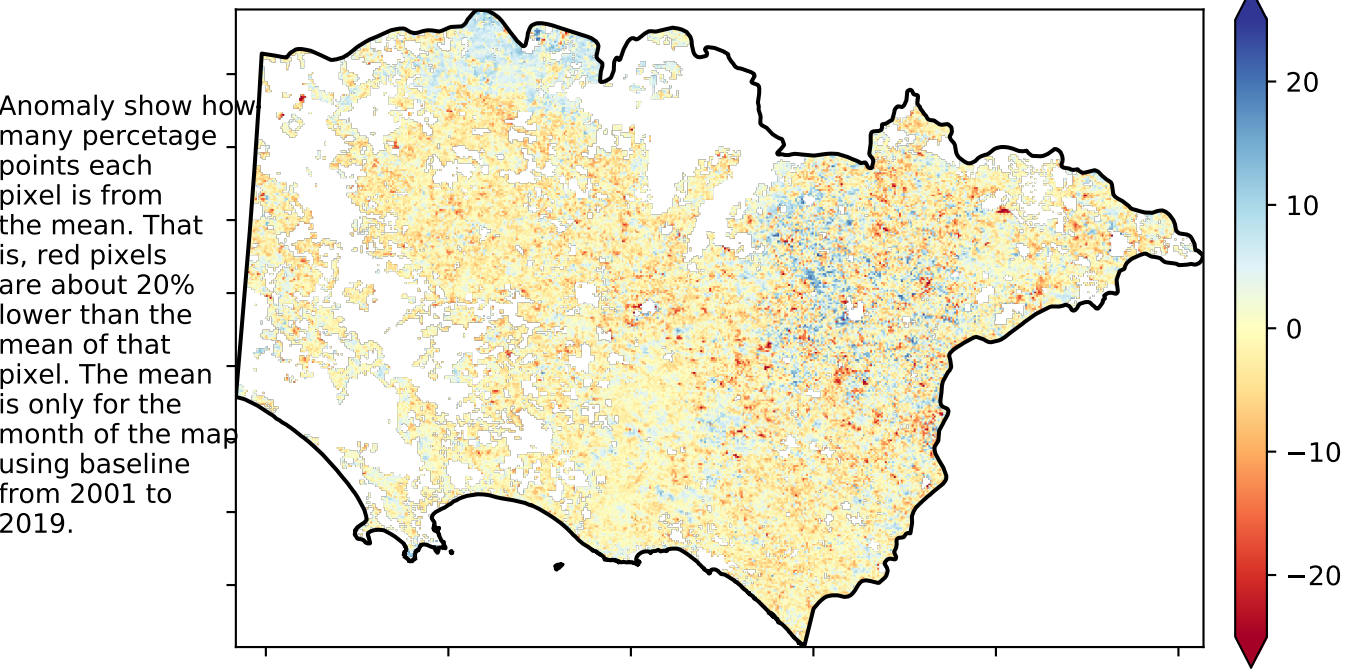 Anomaly show how
many percetage
points each
pixel is from
the mean. That
is, red pixels
are about 20%
lower than the
mean of that
pixel. The mean
is only for the
month of the map
using baseline
from 2001 to
2019.
20
10
0
−10
−20